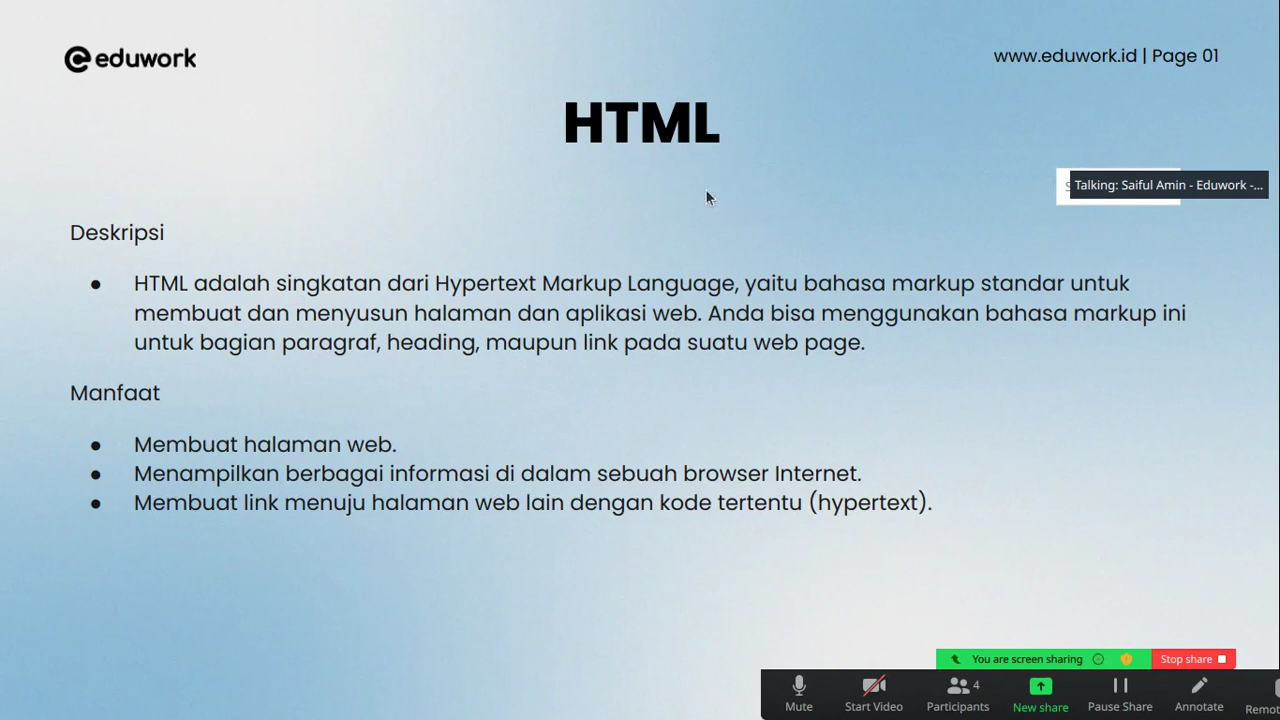 eduwork
www.eduwork.id | Page 01
HTML
Talking: Saiful Amin - Eduwork -...
Deskripsi
● HTML adalah singkatan dari Hypertext Markup Language, yaitu bahasa markup standar untuk
membuat dan menyusun halaman dan aplikasi web. Anda bisa menggunakan bahasa markup ini
untuk bagian paragraf, heading, maupun link pada suatu web page.
Manfaat
● Membuat halaman web.
● Menampilkan berbagai informasi di dalam sebuah browser Internet.
● Membuat link menuju halaman web lain dengan kode tertentu (hypertext).
You are screen sharing
Stop share
4
Mute
Start Video
Participants
New share
Pause Share
Annotate